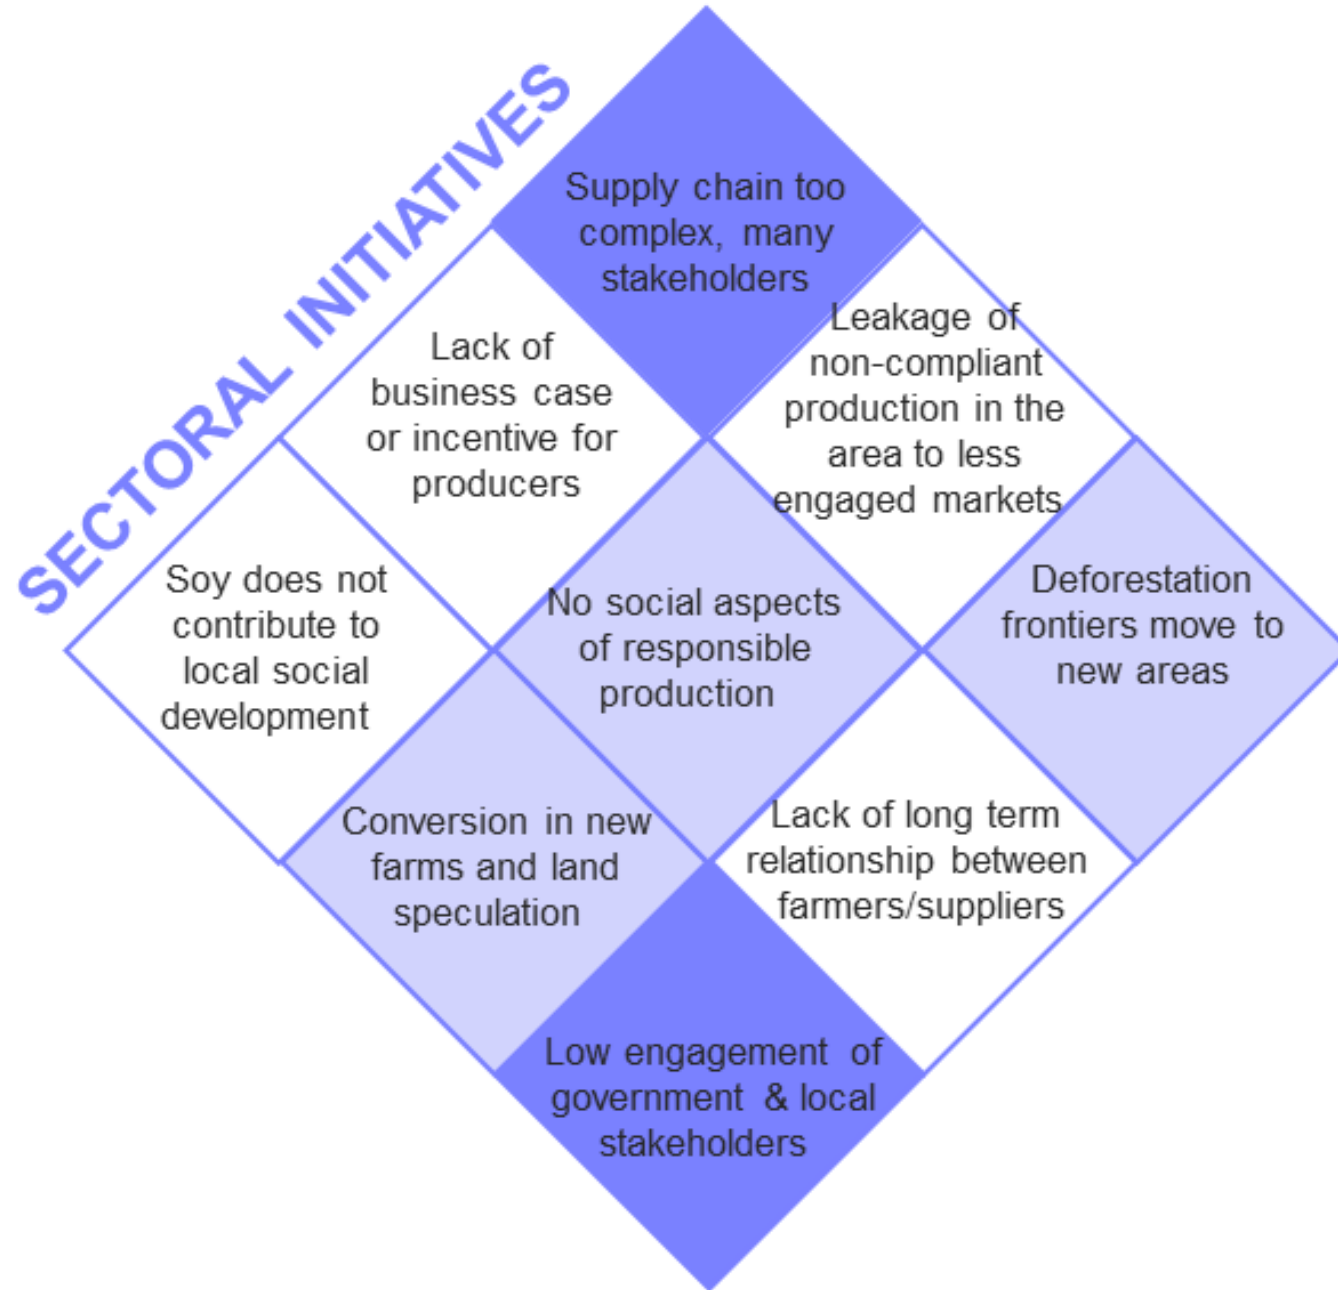 SECTORAL INITIATIVES
Supply chain too
complex, many
stakeholders
Lack of
business case
or incentive for
producers
Leakage of
non-compliant
production in the
area to less
engaged markets
Soy does not
contribute to
local social
development
No social aspects
of responsible
production
Deforestation
frontiers move to
new areas
Conversion in new
farms and land
speculation
Lack of long term
relationship between
farmers/suppliers
Low engagement of
government & local
stakeholders